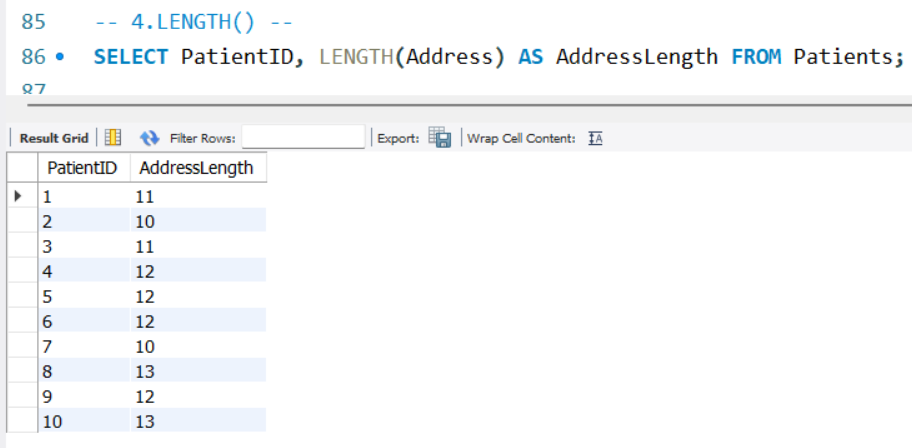 85 -- 4.LENGTH() --
86 SELECT PatientID, LENGTH(Address) AS AddressLength FROM Patients;
87
Result Grid Filter Rows: Export: Wrap Cell Content: IA
PatientID AddressLength
1 11
2 10
3 11
4 12
5 12
6 12
7 10
8 13
9 12
10 13